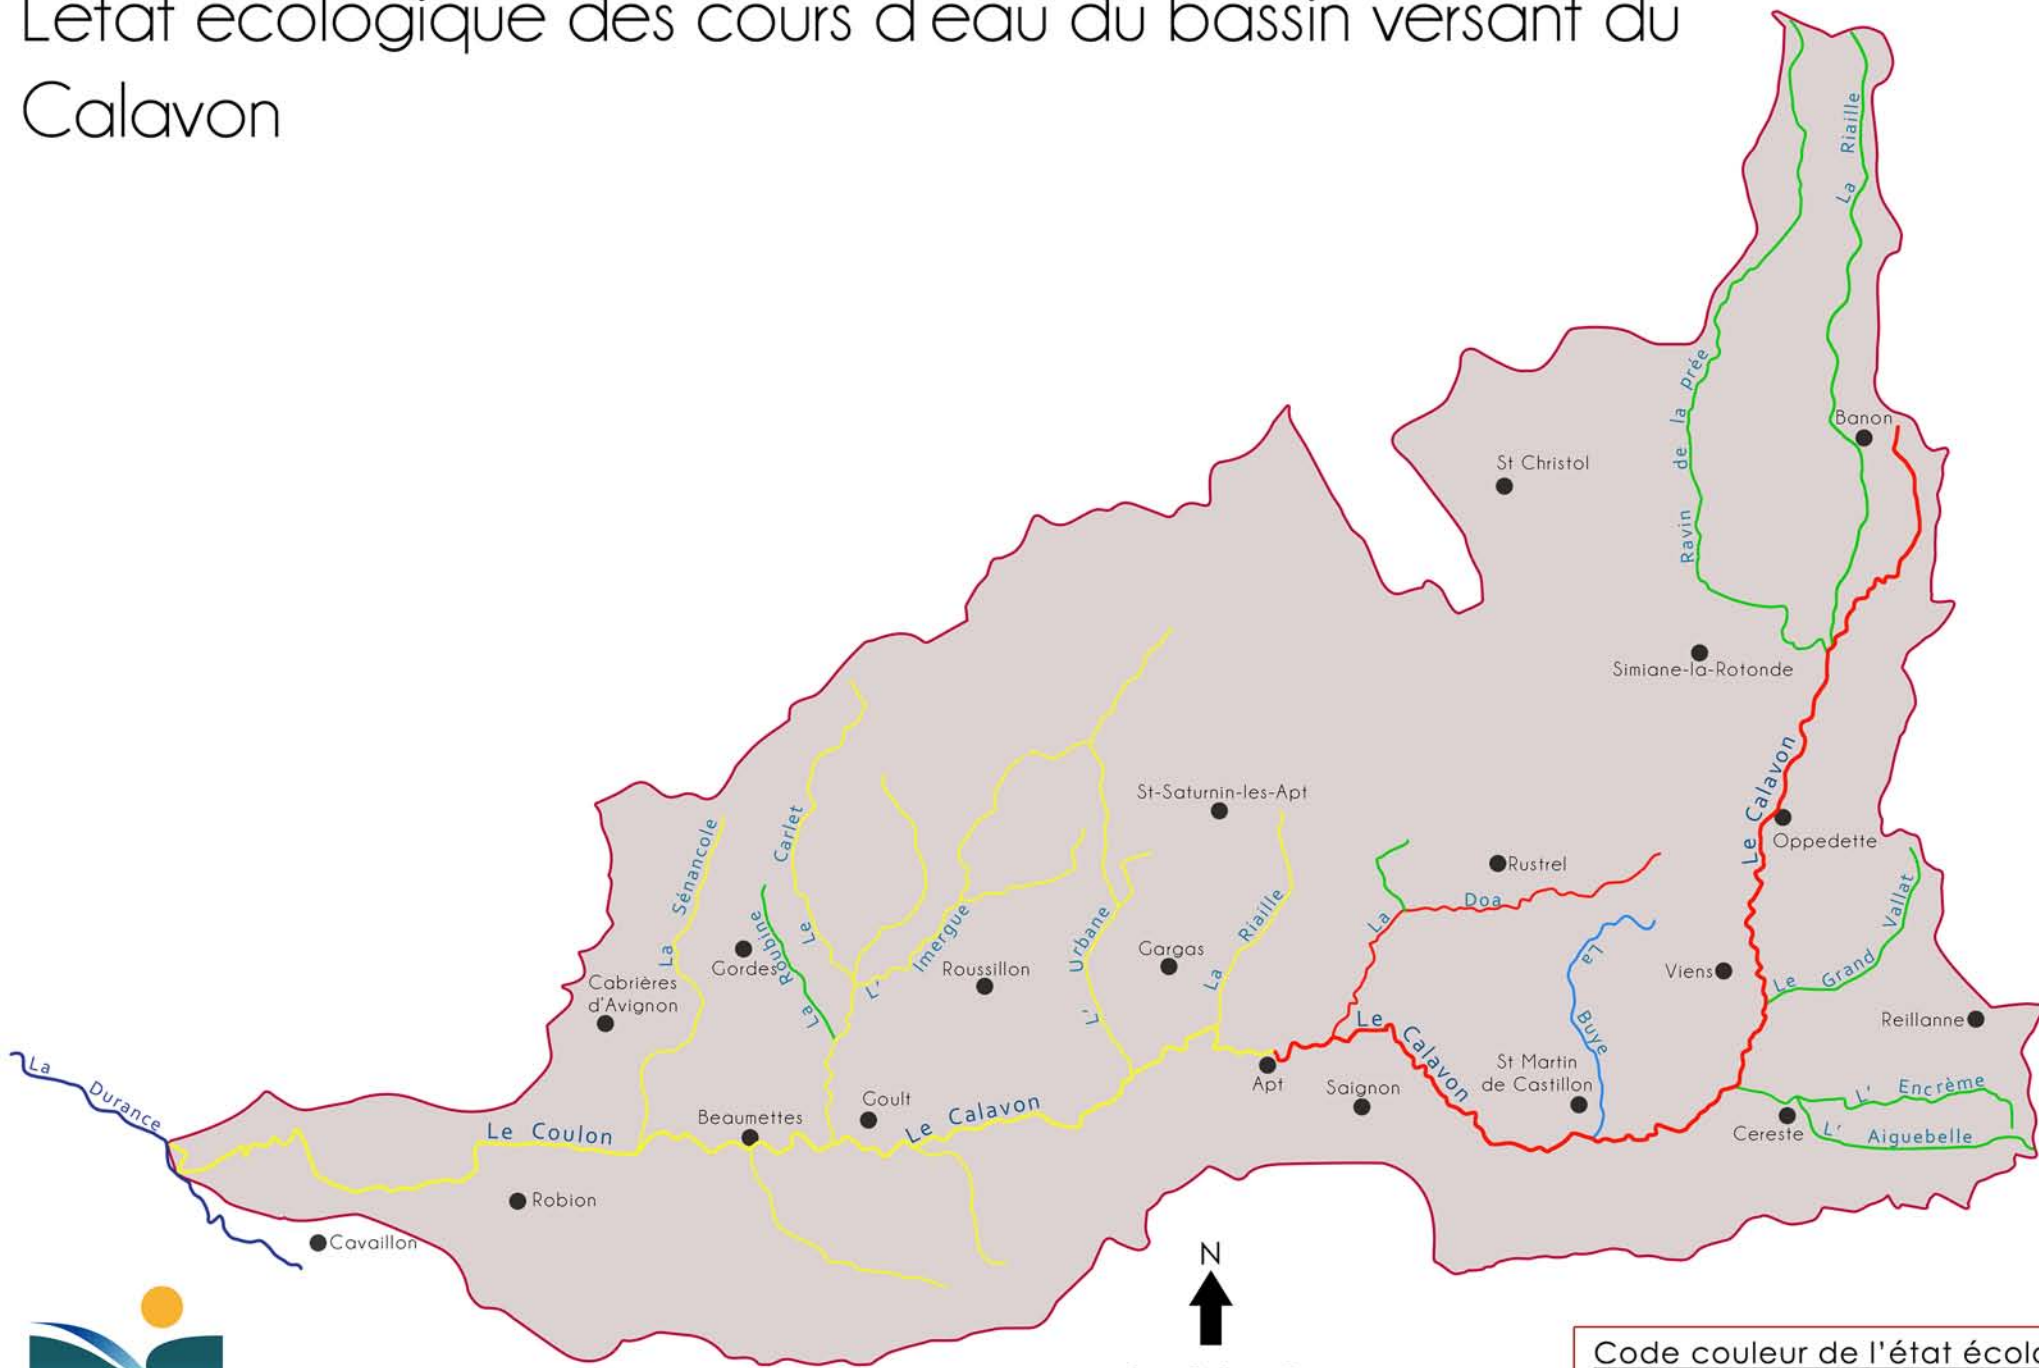 L'état écologique des cours d'eau du bassin versant du
Calavon
La Riaille
Ravin de la prée
Banon
St Christol
Simiane-la-Rotonde
Le Calavon
Oppedette
St-Saturnin-les-Apt
Rustrel
La Doa
La Sénancole
Le Carlet
La Roubine
Gordes
L' Imergue
Roussillon
L' Urbane
Gargas
La Riaille
Viens
Le Grand Vallat
Reillanne
Cabrières
d'Avignon
La Buye
Le Calavon
St Martin
de Castillon
Apt
Saignon
L' Encrème
Cereste
L' Aiguebelle
La Durance
Le Coulon
Beaumettes
Goult
Le Calavon
Robion
Cavaillon
N
Code couleur de l'état écolo